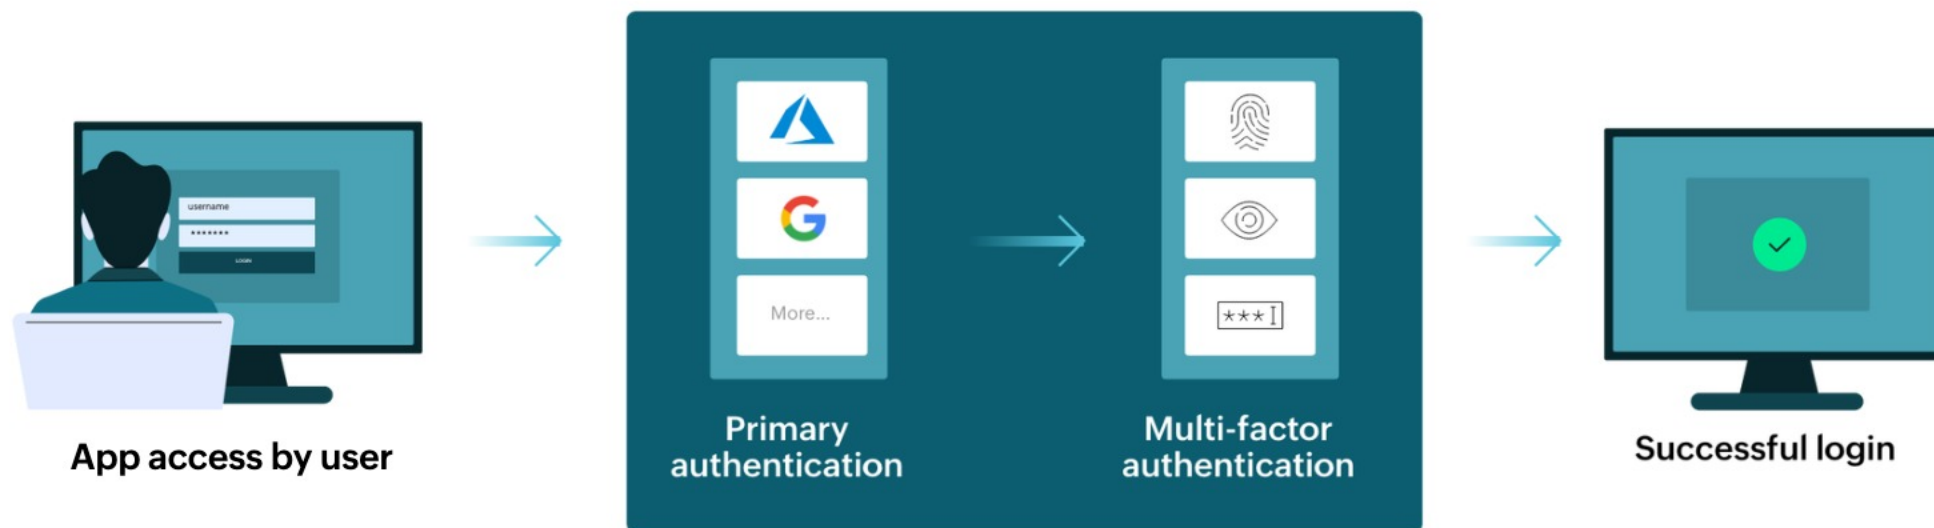 username
*******
LOGIN
App access by user
G
More...
***
Primary
authentication
Multi-factor
authentication
Successful login